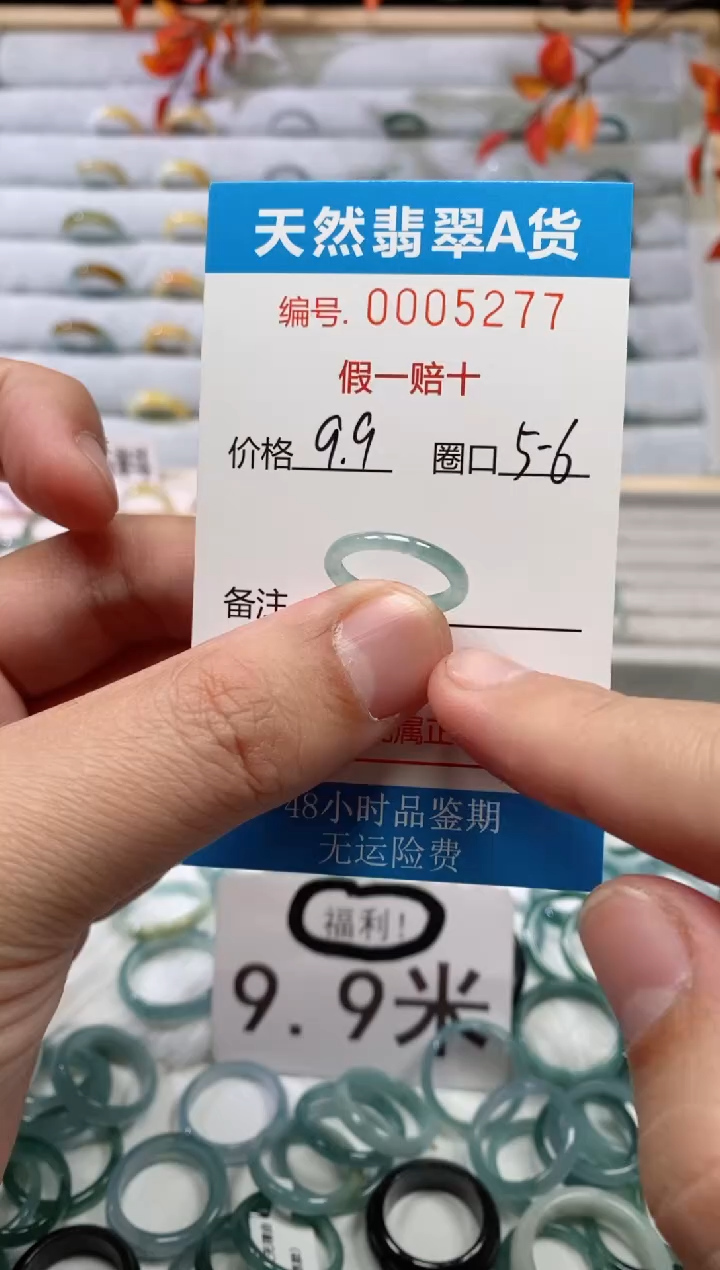 天然翡翠A货
编号. 0005277
假一赔十
价格 9.9 圈口 5-6
备注
属正
48小时品鉴期
无运险费
福利!
9.9米